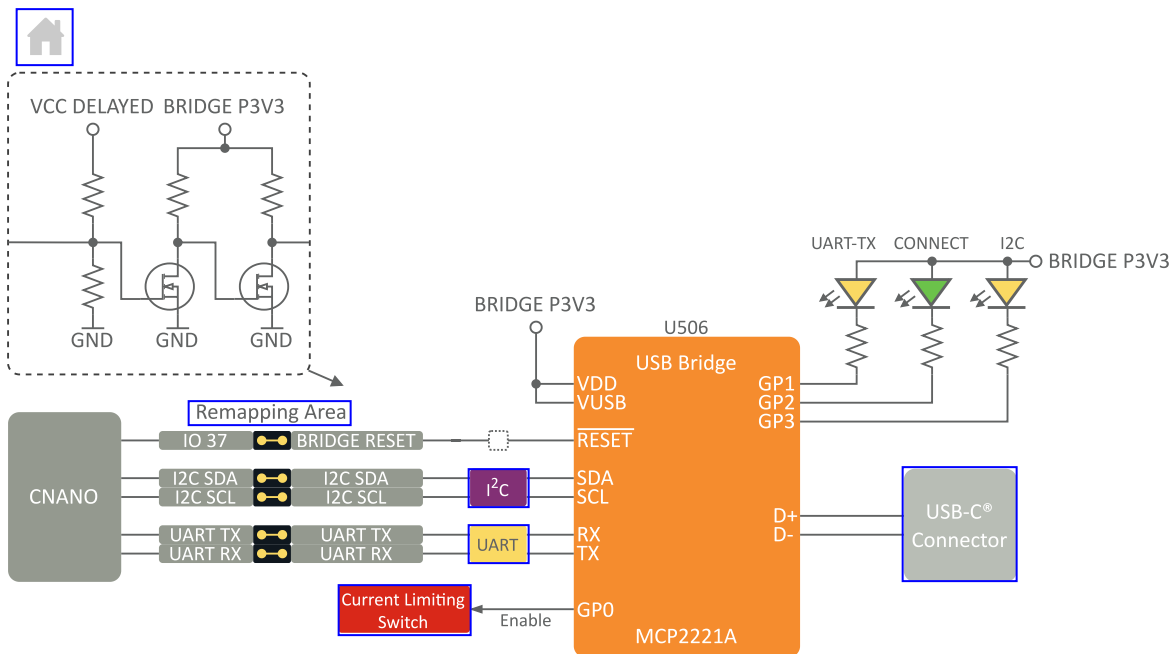 VCC DELAYED BRIDGE P3V3
GND GND GND
UART-TX CONNECT I2C
BRIDGE P3V3
BRIDGE P3V3
U506
USB Bridge
VDD
VUSB
GP1
GP2
GP3
Remapping Area
CNANO
IO 37 BRIDGE RESET
RESET
I2C SDA I2C SDA
I2C SCL I2C SCL
I²C
SDA
SCL
UART TX UART TX
UART RX UART RX
UART
RX
TX
D+
D-
USB-C®
Connector
Current Limiting
Switch
Enable
GP0
MCP2221A